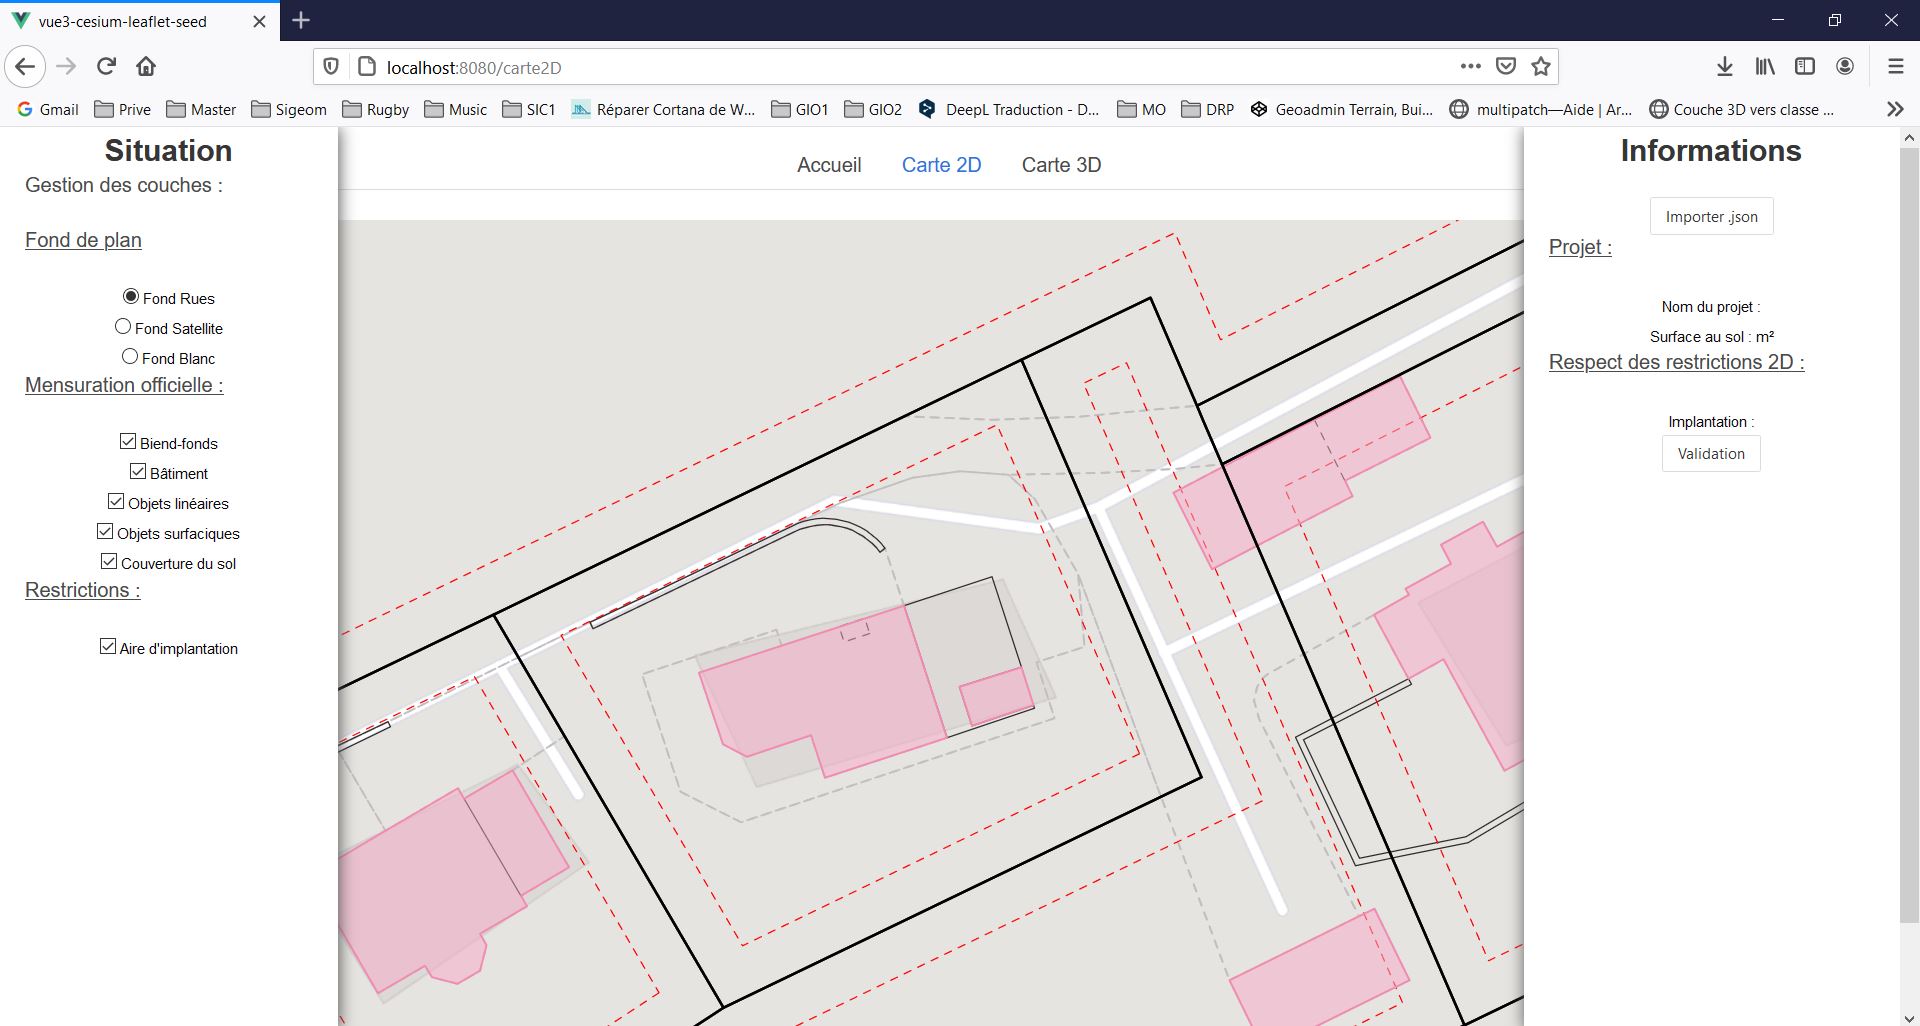 vue3-cesium-leaflet-seed
localhost:8080/carte2D
Gmail Prive Master Sigeom Rugby Music SIC1 Réparer Cortana de W... GIO1 GIO2 DeepL Traduction - D... MO DRP Geoadmin Terrain, Bui... multipatch—Aide | Ar... Couche 3D vers classe ...
Situation
Gestion des couches :
Fond de plan
Fond Rues
Fond Satellite
Fond Blanc
Mensuration officielle :
Biend-fonds
Bâtiment
Objets linéaires
Objets surfaciques
Couverture du sol
Restrictions :
Aire d'implantation
Accueil Carte 2D Carte 3D
Informations
Importer .json
Projet :
Nom du projet :
Surface au sol : m²
Respect des restrictions 2D :
Implantation :
Validation